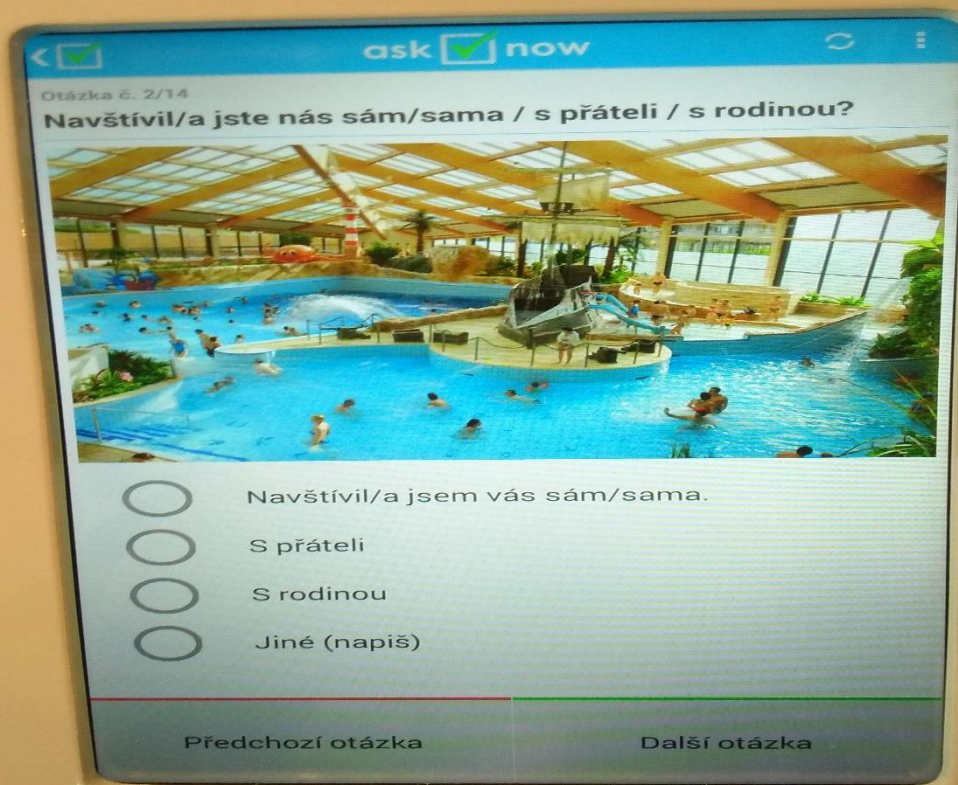 ask now
Otázka č. 2/14
Navštívil/a jste nás sám/sama / s přáteli / s rodinou?
Navštívil/a jsem vás sám/sama.
S přáteli
S rodinou
Jiné (napiš)
Předchozí otázka
Další otázka